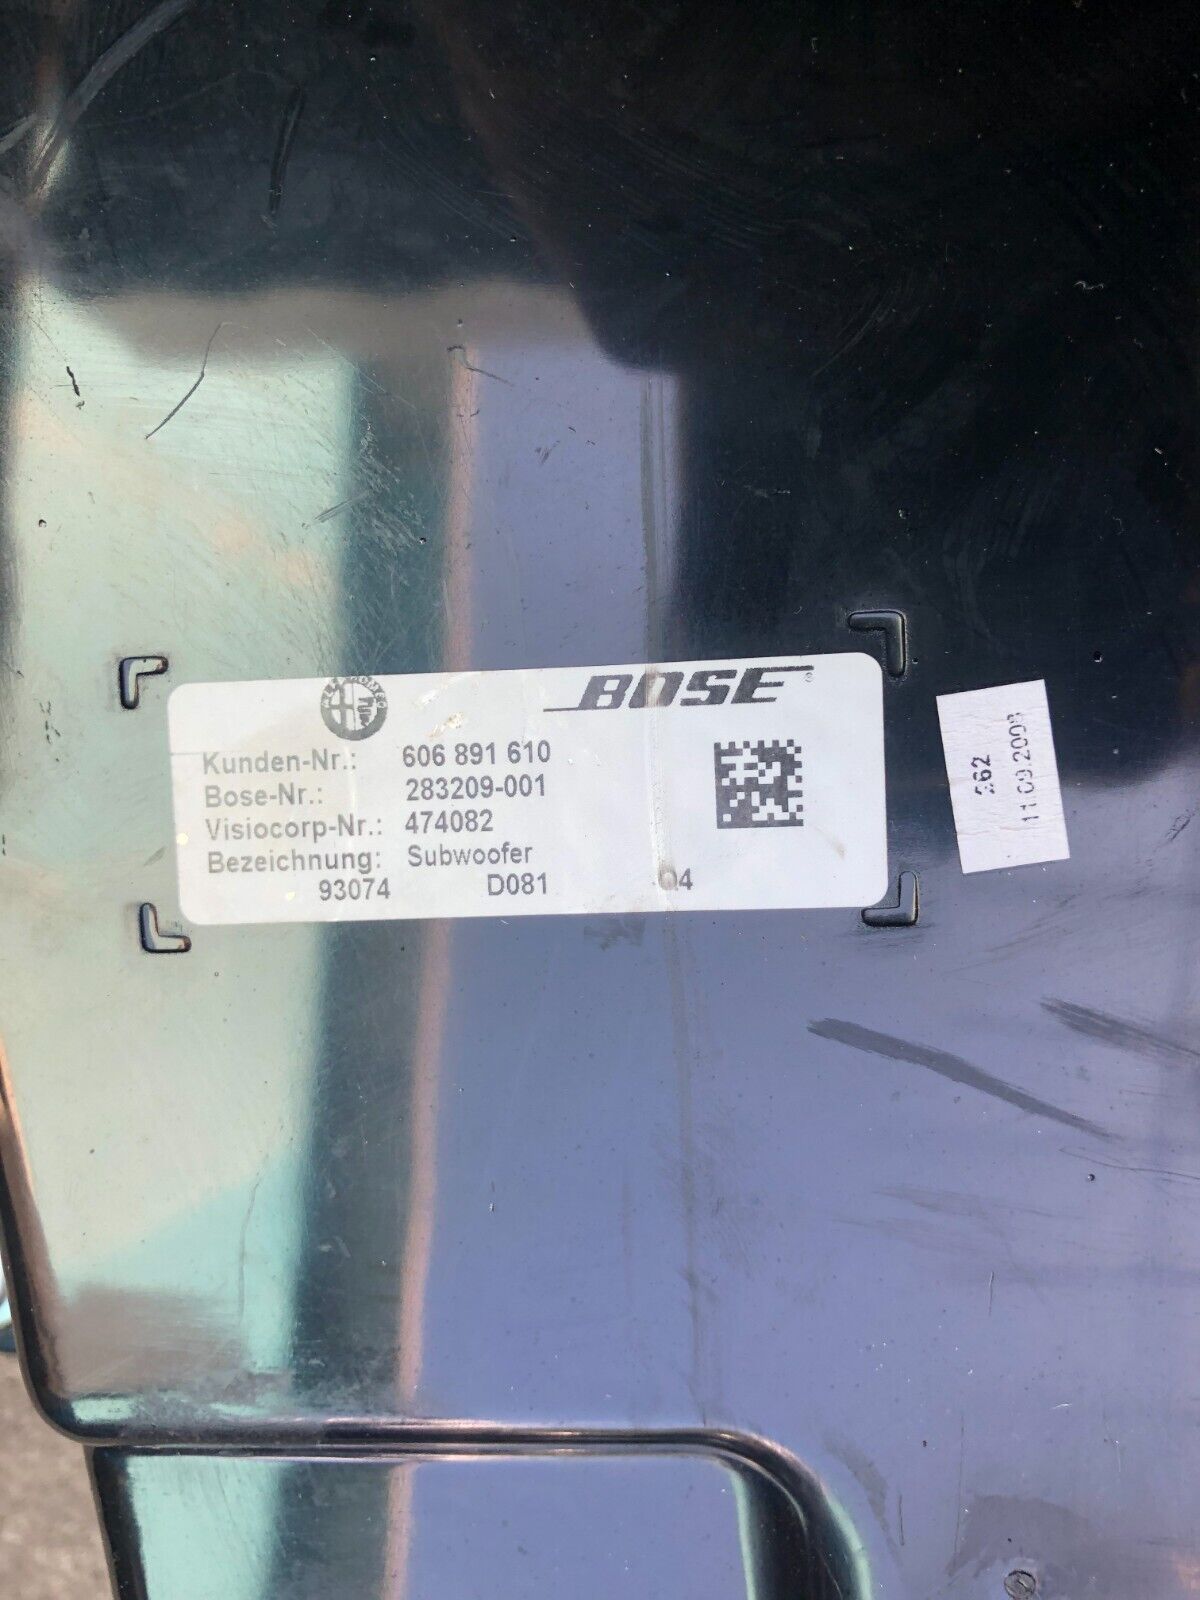 BOSE
Kunden-Nr.: 606 891 610
Bose-Nr.: 283209-001
Visiocorp-Nr.: 474082
Bezeichnung: Subwoofer
93074 D081 Q4
262
11.09.2008